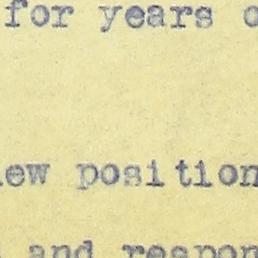 for years o
ew position
and respon